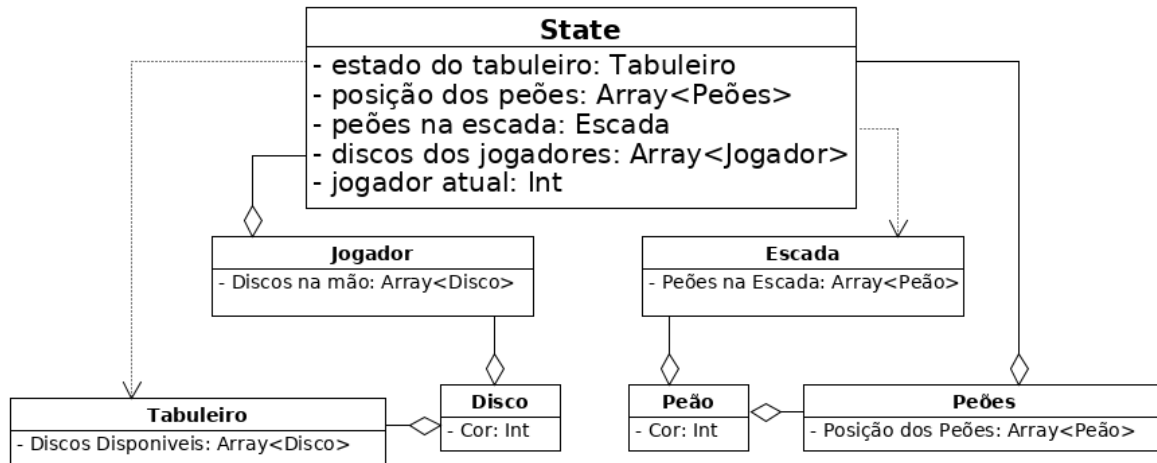 State
- estado do tabuleiro: Tabuleiro
- posição dos peões: Array<Peões>
- peões na escada: Escada
- discos dos jogadores: Array<Jogador>
- jogador atual: Int
Jogador
- Discos na mão: Array<Disco>
Escada
- Peões na Escada: Array<Peão>
Tabuleiro
- Discos Disponiveis: Array<Disco>
Disco
- Cor: Int
Peão
- Cor: Int
Peões
- Posição dos Peões: Array<Peão>